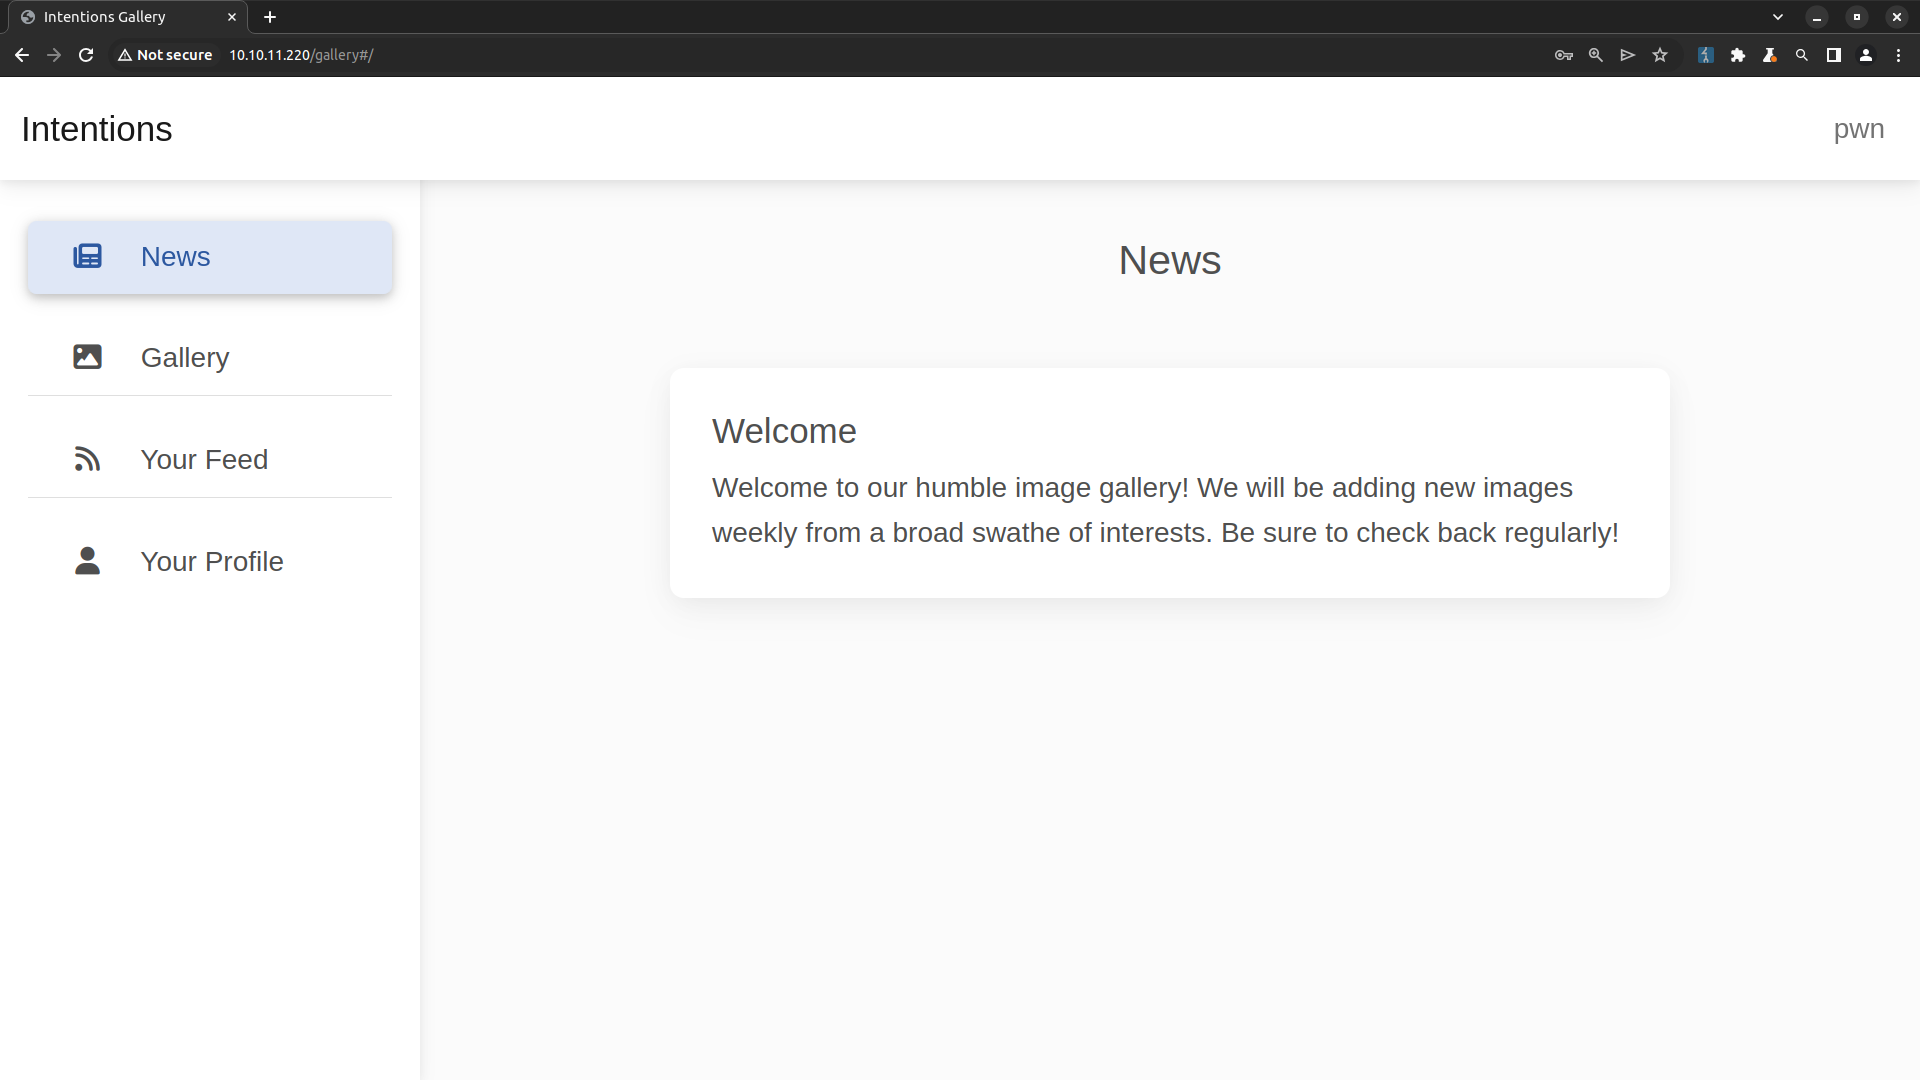 Intentions Gallery
Not secure 10.10.11.220/gallery#/
Intentions
pwn
News
Gallery
Your Feed
Your Profile
News
Welcome
Welcome to our humble image gallery! We will be adding new images
weekly from a broad swathe of interests. Be sure to check back regularly!